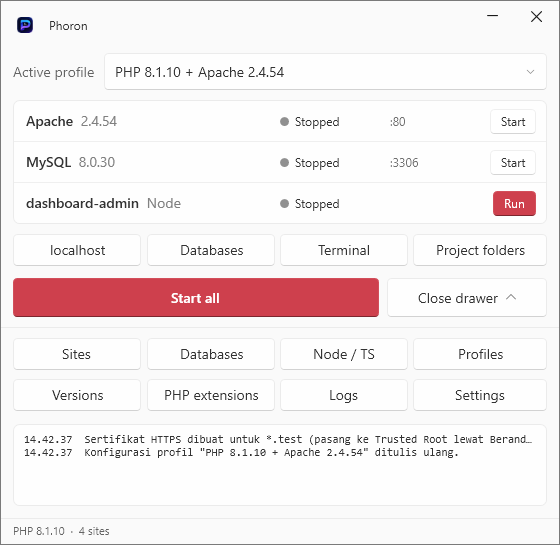 Phoron
Active profile PHP 8.1.10 + Apache 2.4.54
Apache 2.4.54 Stopped :80 Start
MySQL 8.0.30 Stopped :3306 Start
dashboard-admin Node Stopped Run
localhost Databases Terminal Project folders
Start all Close drawer
Sites Databases Node / TS Profiles
Versions PHP extensions Logs Settings
14.42.37 Sertifikat HTTPS dibuat untuk *.test (pasang ke Trusted Root lewat Berand…
14.42.37 Konfigurasi profil "PHP 8.1.10 + Apache 2.4.54" ditulis ulang.
PHP 8.1.10 · 4 sites